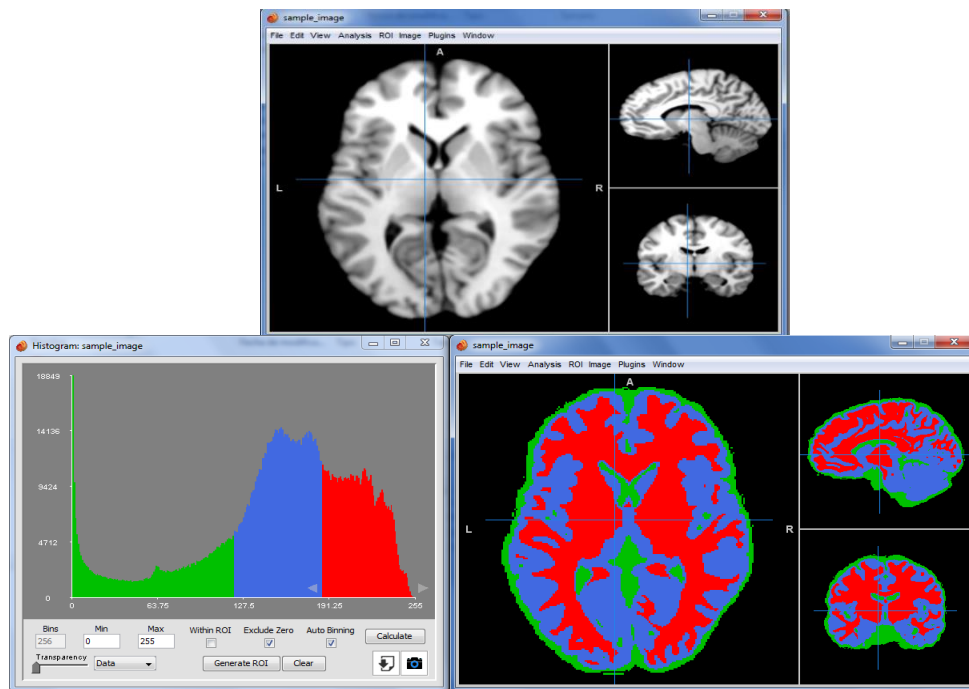 sample_image
File Edit View Analysis ROI Image Plugins Window
A
L
R
Histogram: sample_image
18849
14136
9424
4712
0
0 63.75 127.5 191.25 255
Bins Min Max Within ROI Exclude Zero Auto Binning
256 0 255 Calculate
Transparency
Data Generate ROI Clear
sample_image
File Edit View Analysis ROI Image Plugins Window
A
L
R